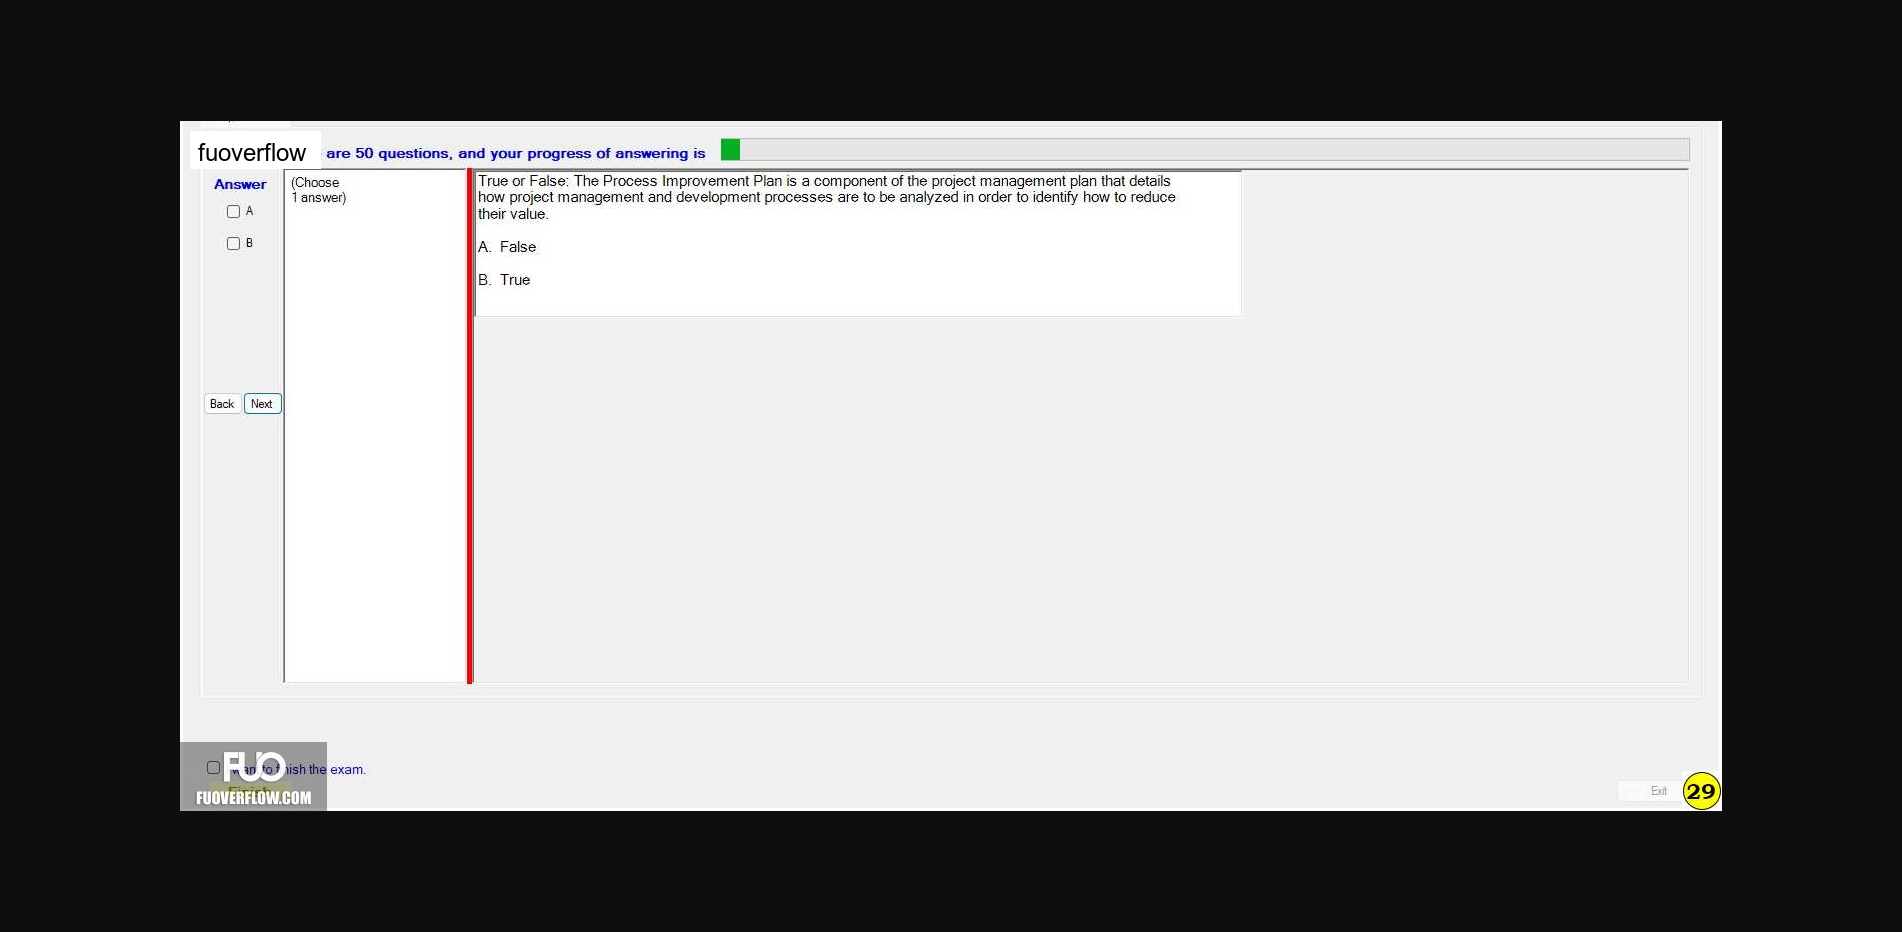 fuoverflow are 50 questions, and your progress of answering is
Answer
A
B
Back Next
(Choose
1 answer)
True or False: The Process Improvement Plan is a component of the project management plan that details
how project management and development processes are to be analyzed in order to identify how to reduce
their value.
A. False
B. True
I want to finish the exam.
Finish
FUO
FUOVERFLOW.COM
Exit
29